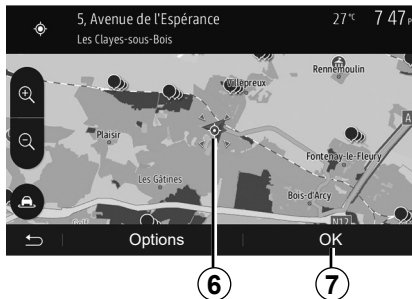 5, Avenue de l'Espérance
27 °C
7 47
Les Clayes-sous-Bois
Rennemoulin
Villepreux
Plaisir
A
Fontenay-le-Fleury
Les Gâtines
Bois-d'Arcy
N12
Options
OK
6
7